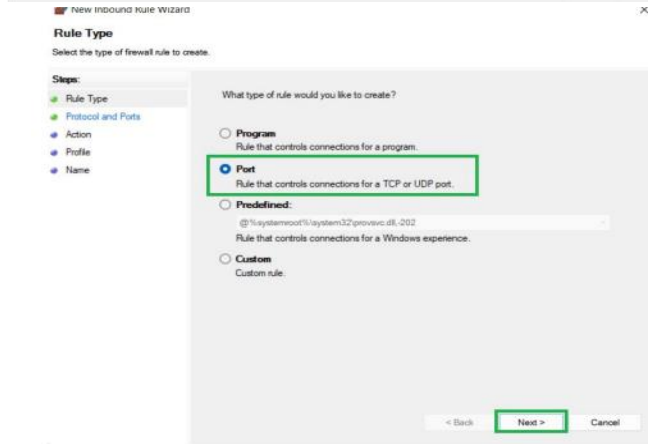 New Inbound Rule Wizard
Rule Type
Select the type of firewall rule to create.
Steps:
Rule Type
Protocol and Ports
Action
Profile
Name
What type of rule would you like to create?
Program
Rule that controls connections for a program.
Port
Rule that controls connections for a TCP or UDP port.
Predefined:
@%systemroot%\system32\provsvc.dll,-202
Rule that controls connections for a Windows experience.
Custom
Custom rule.
< Back Next > Cancel